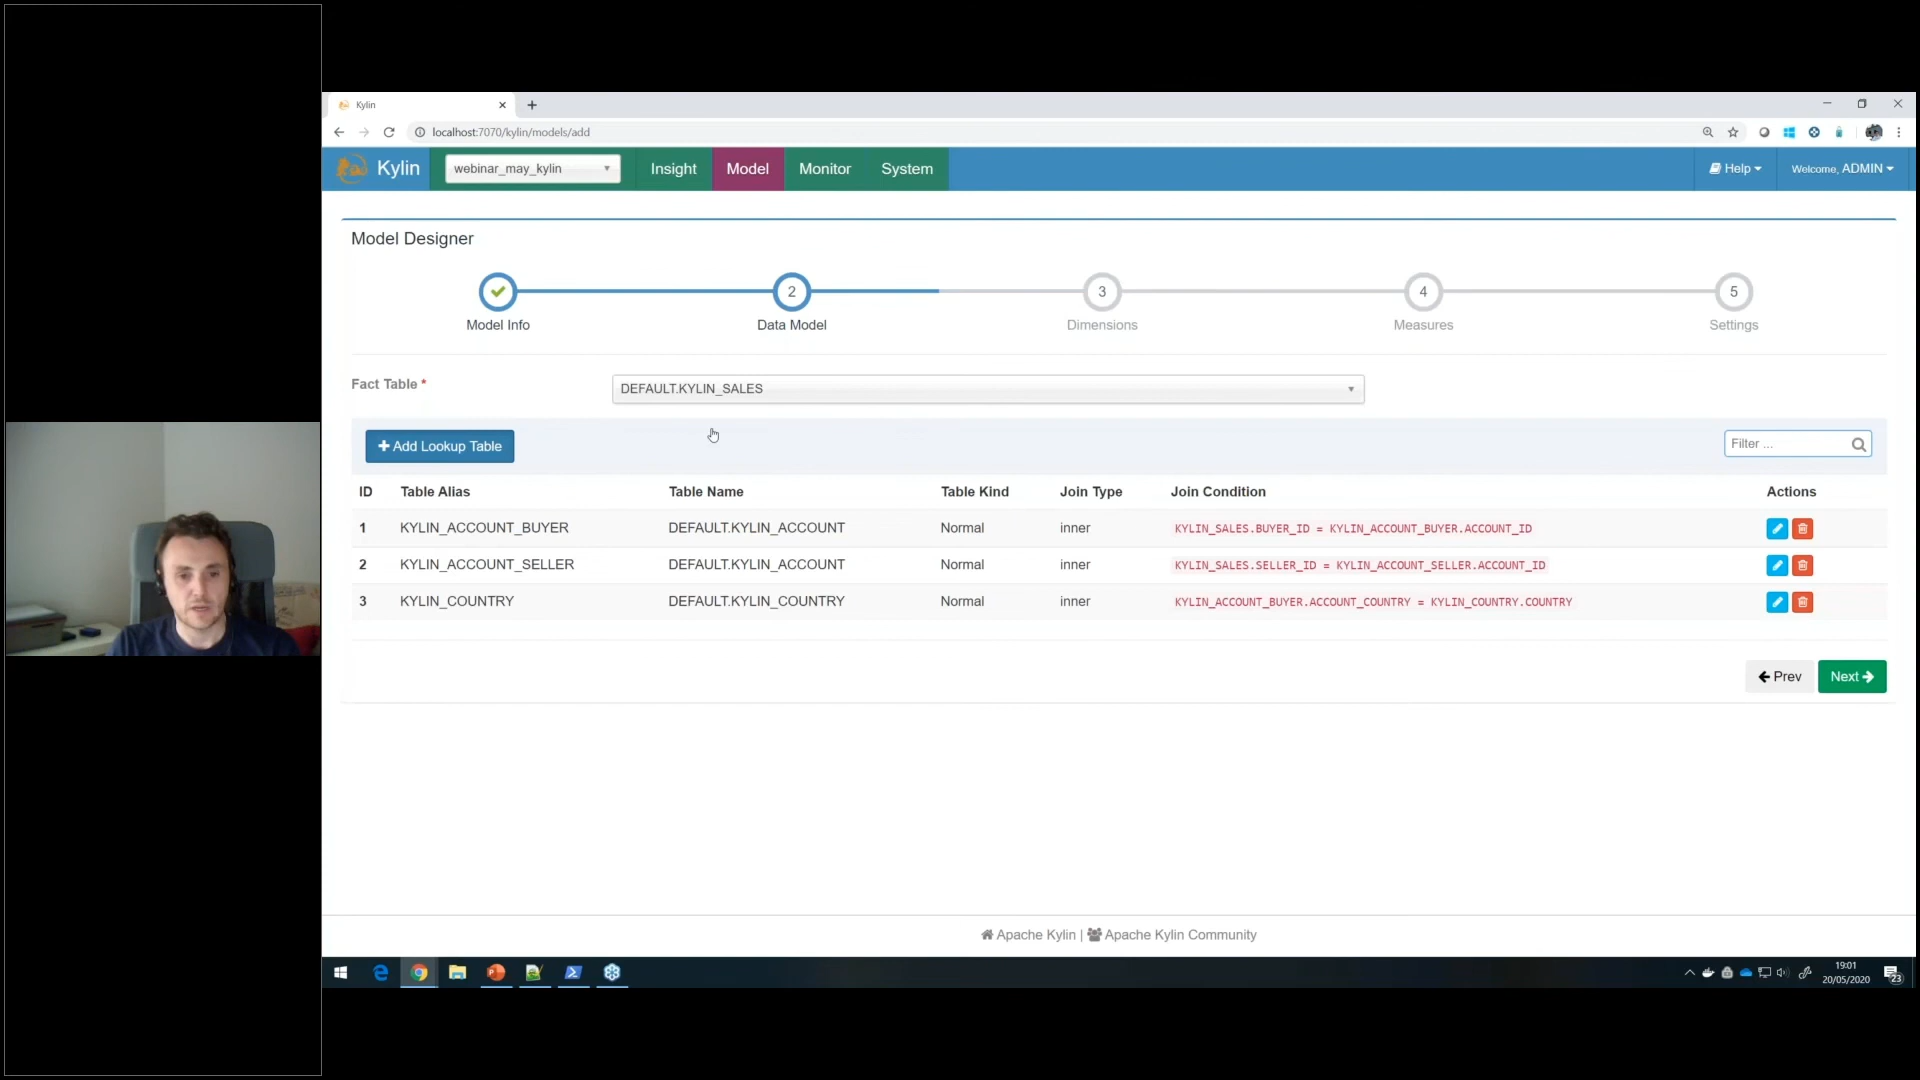 Kylin
localhost:7070/kylin/models/add
Kylin
webinar_may_kylin
Insight
Model
Monitor
System
Help
Welcome, ADMIN
Model Designer
2
3
4
5
Model Info
Data Model
Dimensions
Measures
Settings
Fact Table *
DEFAULT.KYLIN_SALES
Add Lookup Table
Filter ...
ID Table Alias Table Name Table Kind Join Type Join Condition Actions
1 KYLIN_ACCOUNT_BUYER DEFAULT.KYLIN_ACCOUNT Normal inner KYLIN_SALES.BUYER_ID = KYLIN_ACCOUNT_BUYER.ACCOUNT_ID
2 KYLIN_ACCOUNT_SELLER DEFAULT.KYLIN_ACCOUNT Normal inner KYLIN_SALES.SELLER_ID = KYLIN_ACCOUNT_SELLER.ACCOUNT_ID
3 KYLIN_COUNTRY DEFAULT.KYLIN_COUNTRY Normal inner KYLIN_ACCOUNT_BUYER.ACCOUNT_COUNTRY = KYLIN_COUNTRY.COUNTRY
Prev
Next
Apache Kylin | Apache Kylin Community
19:01
20/05/2020
23